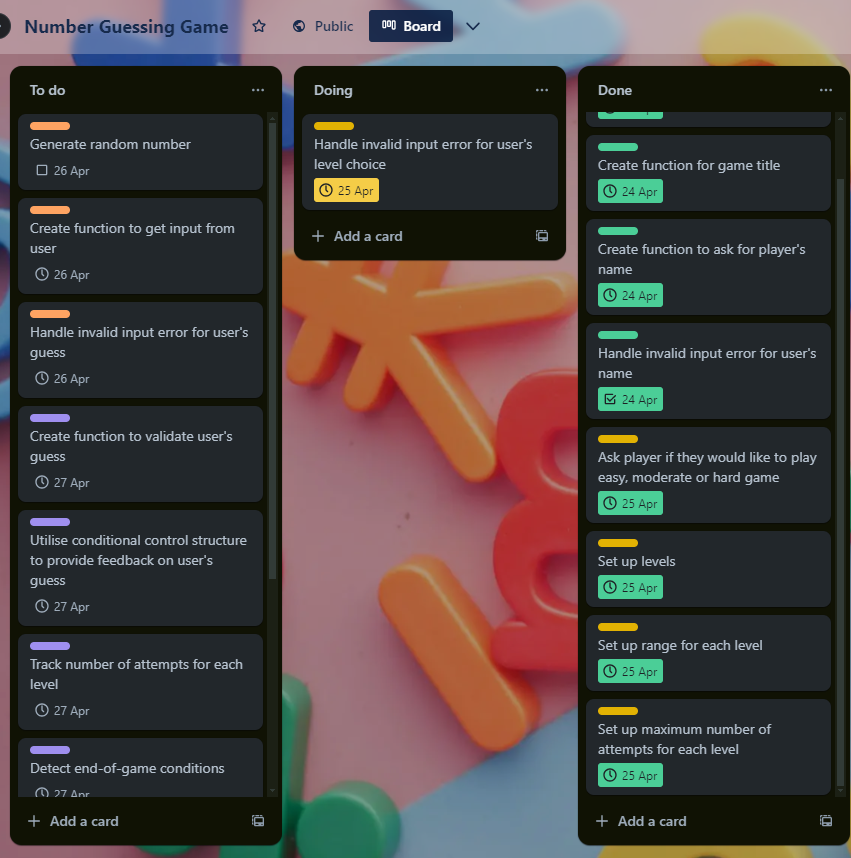 Number Guessing Game
Public
Board
To do
Generate random number
26 Apr
Create function to get input from
user
26 Apr
Handle invalid input error for user's
guess
26 Apr
Create function to validate user's
guess
27 Apr
Utilise conditional control structure
to provide feedback on user's
guess
27 Apr
Track number of attempts for each
level
27 Apr
Detect end-of-game conditions
27 Apr
Add a card
Doing
Handle invalid input error for user's
level choice
25 Apr
Add a card
Done
Create function for game title
24 Apr
Create function to ask for player's
name
24 Apr
Handle invalid input error for user's
name
24 Apr
Ask player if they would like to play
easy, moderate or hard game
25 Apr
Set up levels
25 Apr
Set up range for each level
25 Apr
Set up maximum number of
attempts for each level
25 Apr
Add a card